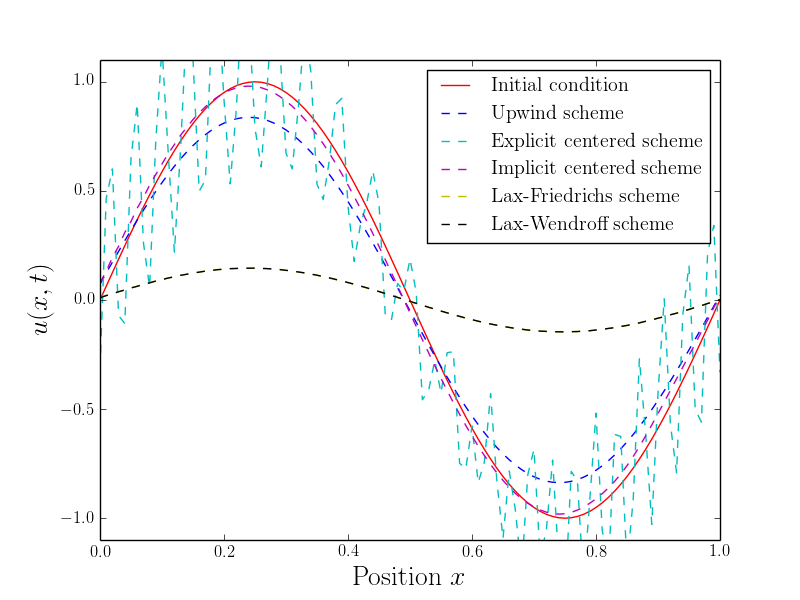 1.0
0.5
0.0
−0.5
−1.0
u(x, t)
Initial condition
Upwind scheme
Explicit centered scheme
Implicit centered scheme
Lax-Friedrichs scheme
Lax-Wendroff scheme
0.0 0.2 0.4 0.6 0.8 1.0
Position x